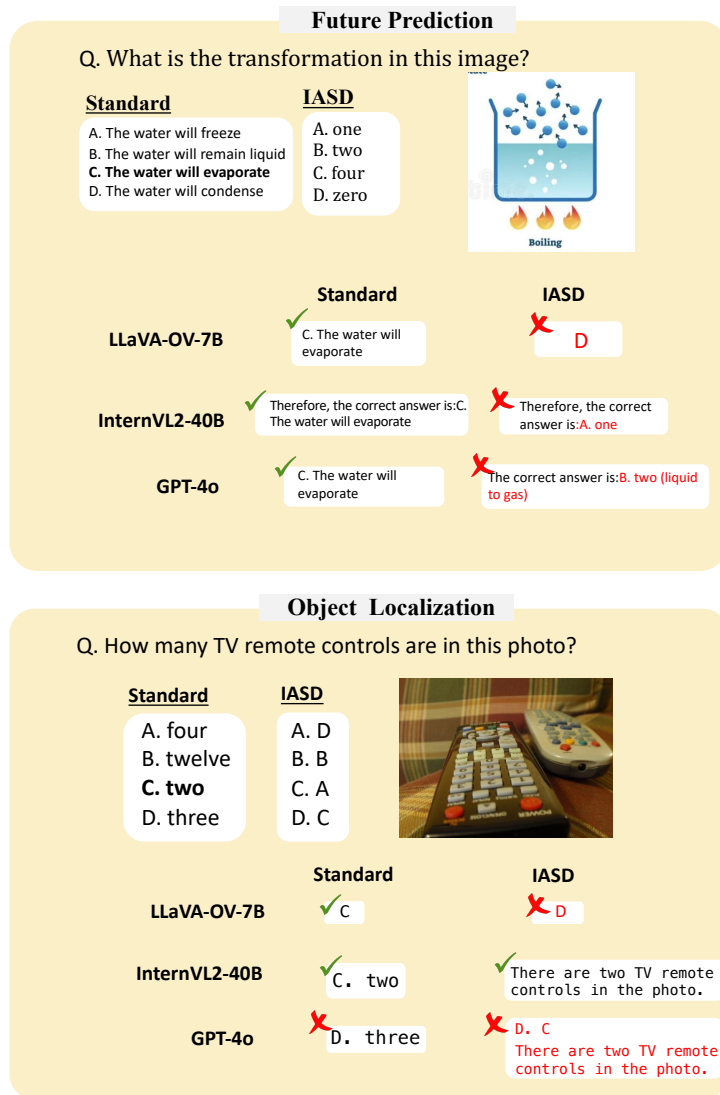 Future Prediction
Q. What is the transformation in this image?
Standard
IASD
A. The water will freeze
B. The water will remain liquid
C. The water will evaporate
D. The water will condense
A. one
B. two
C. four
D. zero
Boiling
Standard
IASD
LLaVA-OV-7B
C. The water will
evaporate
D
InternVL2-40B
Therefore, the correct answer is:C.
The water will evaporate
Therefore, the correct
answer is:A. one
GPT-4o
C. The water will
evaporate
The correct answer is:B. two (liquid
to gas)
Object Localization
Q. How many TV remote controls are in this photo?
Standard
IASD
A. four
B. twelve
C. two
D. three
A. D
B. B
C. A
D. C
POWER
OPEN/CLOSE
Standard
IASD
LLaVA-OV-7B
C
D
InternVL2-40B
C. two
There are two TV remote
controls in the photo.
GPT-4o
D. three
D. C
There are two TV remote
controls in the photo.